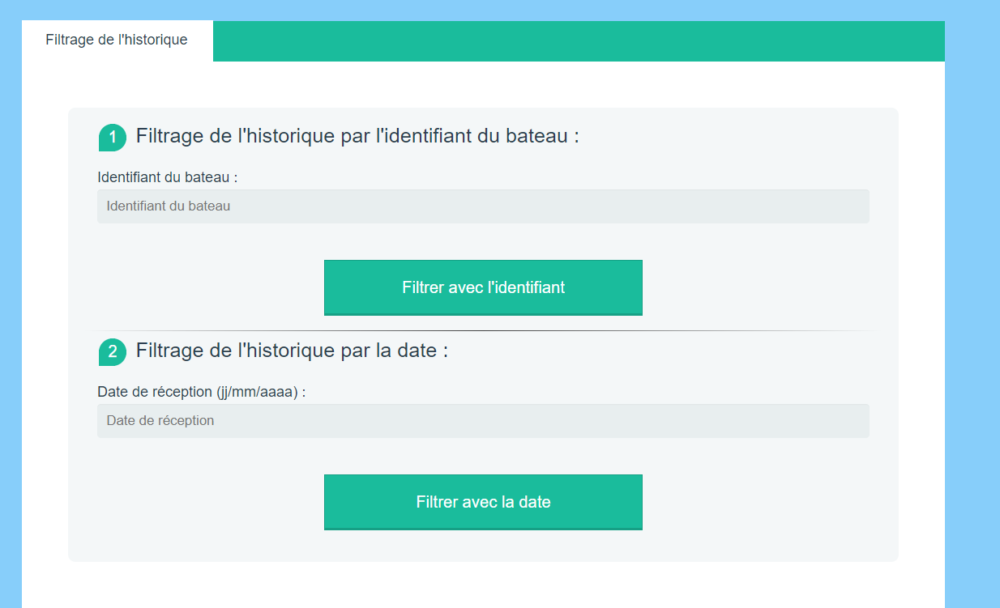 Filtrage de l'historique
1 Filtrage de l'historique par l'identifiant du bateau :
Identifiant du bateau :
Identifiant du bateau
Filtrer avec l'identifiant
2 Filtrage de l'historique par la date :
Date de réception (jj/mm/aaaa) :
Date de réception
Filtrer avec la date